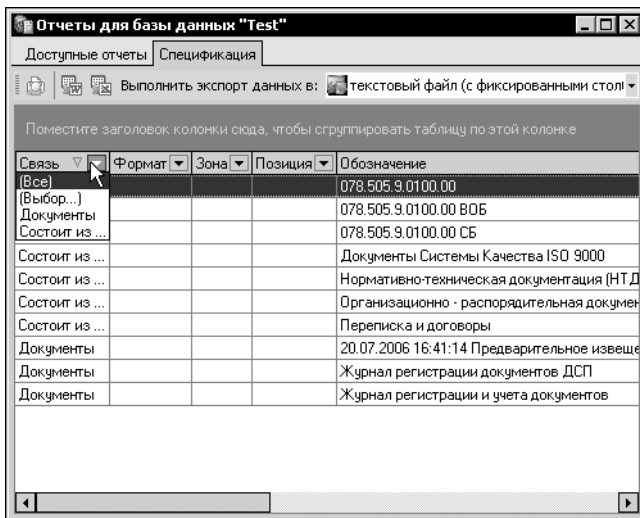 Отчеты для базы данных "Test"
Доступные отчеты Спецификация
Выполнить экспорт данных в: текстовый файл (с фиксированными стол
Поместите заголовок колонки сюда, чтобы сгруппировать таблицу по этой колонке
Связь Формат Зона Позиция Обозначение
(Все) 078.505.9.0100.00
(Выбор...)
Документы 078.505.9.0100.00 ВОБ
Состоит из ... 078.505.9.0100.00 СБ
Состоит из ... Документы Системы Качества ISO 9000
Состоит из ... Нормативно-техническая документация (НТД
Состоит из ... Организационно - распорядительная докумен
Состоит из ... Переписка и договоры
Документы 20.07.2006 16:41:14 Предварительное извеще
Документы Журнал регистрации документов ДСП
Документы Журнал регистрации и учета документов